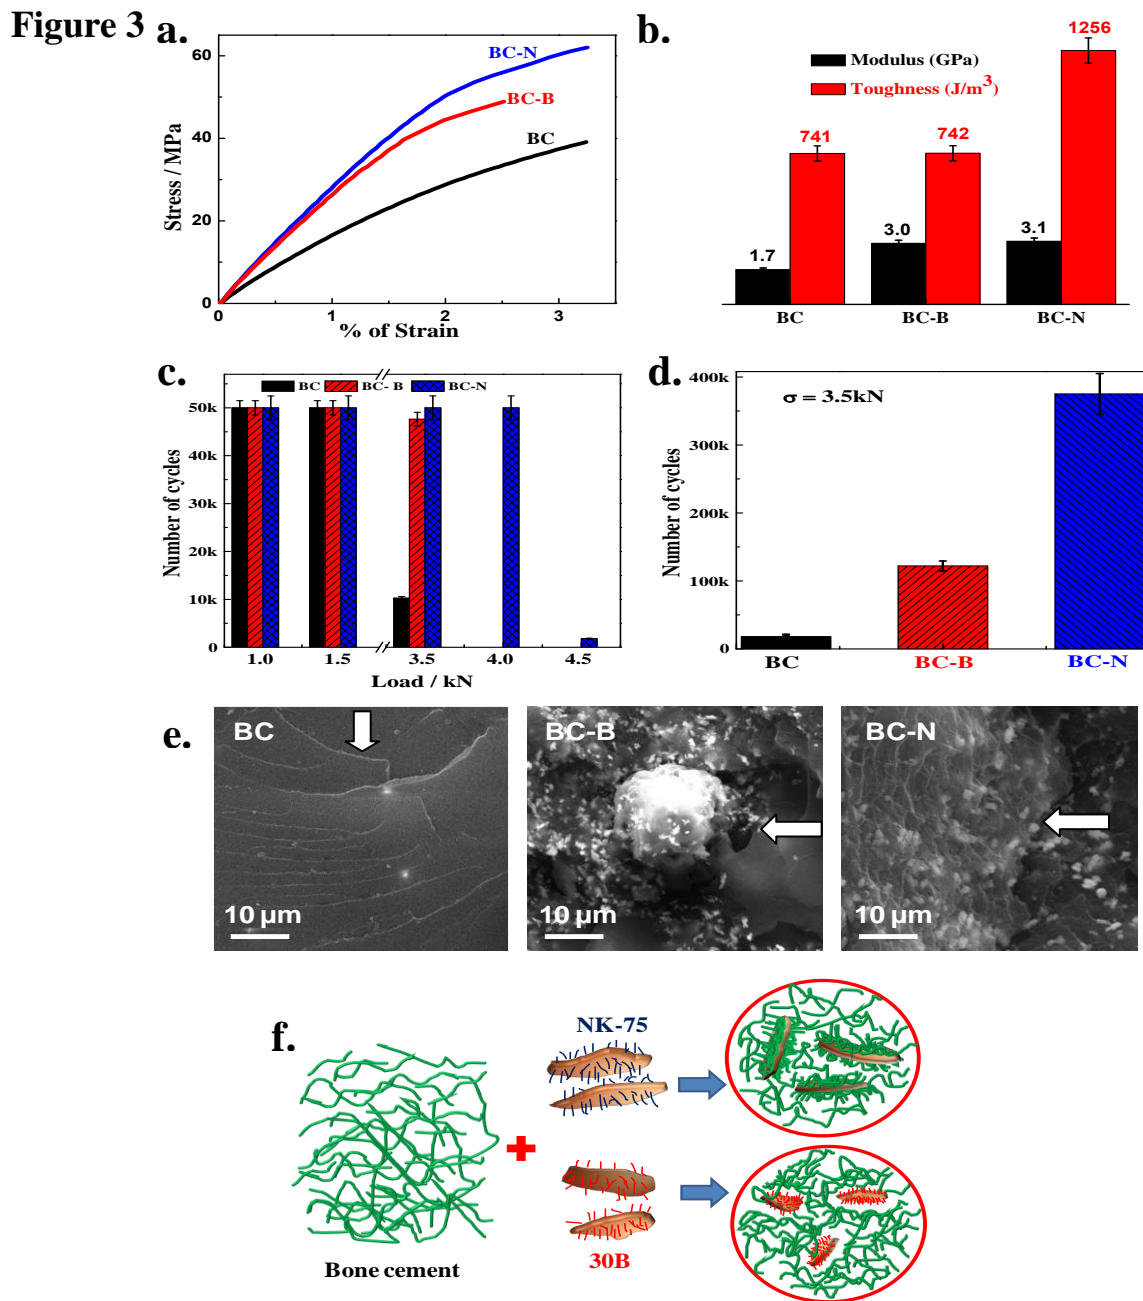 Figure 3
a.
60
40
20
0
0
1
2
3
Stress / MPa
% of Strain
BC-N
BC-B
BC
b.
Modulus (GPa)
Toughness (J/m³)
1.7
741
3.0
742
3.1
1256
BC
BC-B
BC-N
c.
BC
BC- B
BC-N
50k
40k
30k
20k
10k
0
Number of cycles
1.0
1.5
3.5
4.0
4.5
Load / kN
d.
σ = 3.5kN
400k
300k
200k
100k
0
Number of cycles
BC
BC-B
BC-N
e.
BC
10 µm
BC-B
10 µm
BC-N
10 µm
f.
NK-75
30B
Bone cement